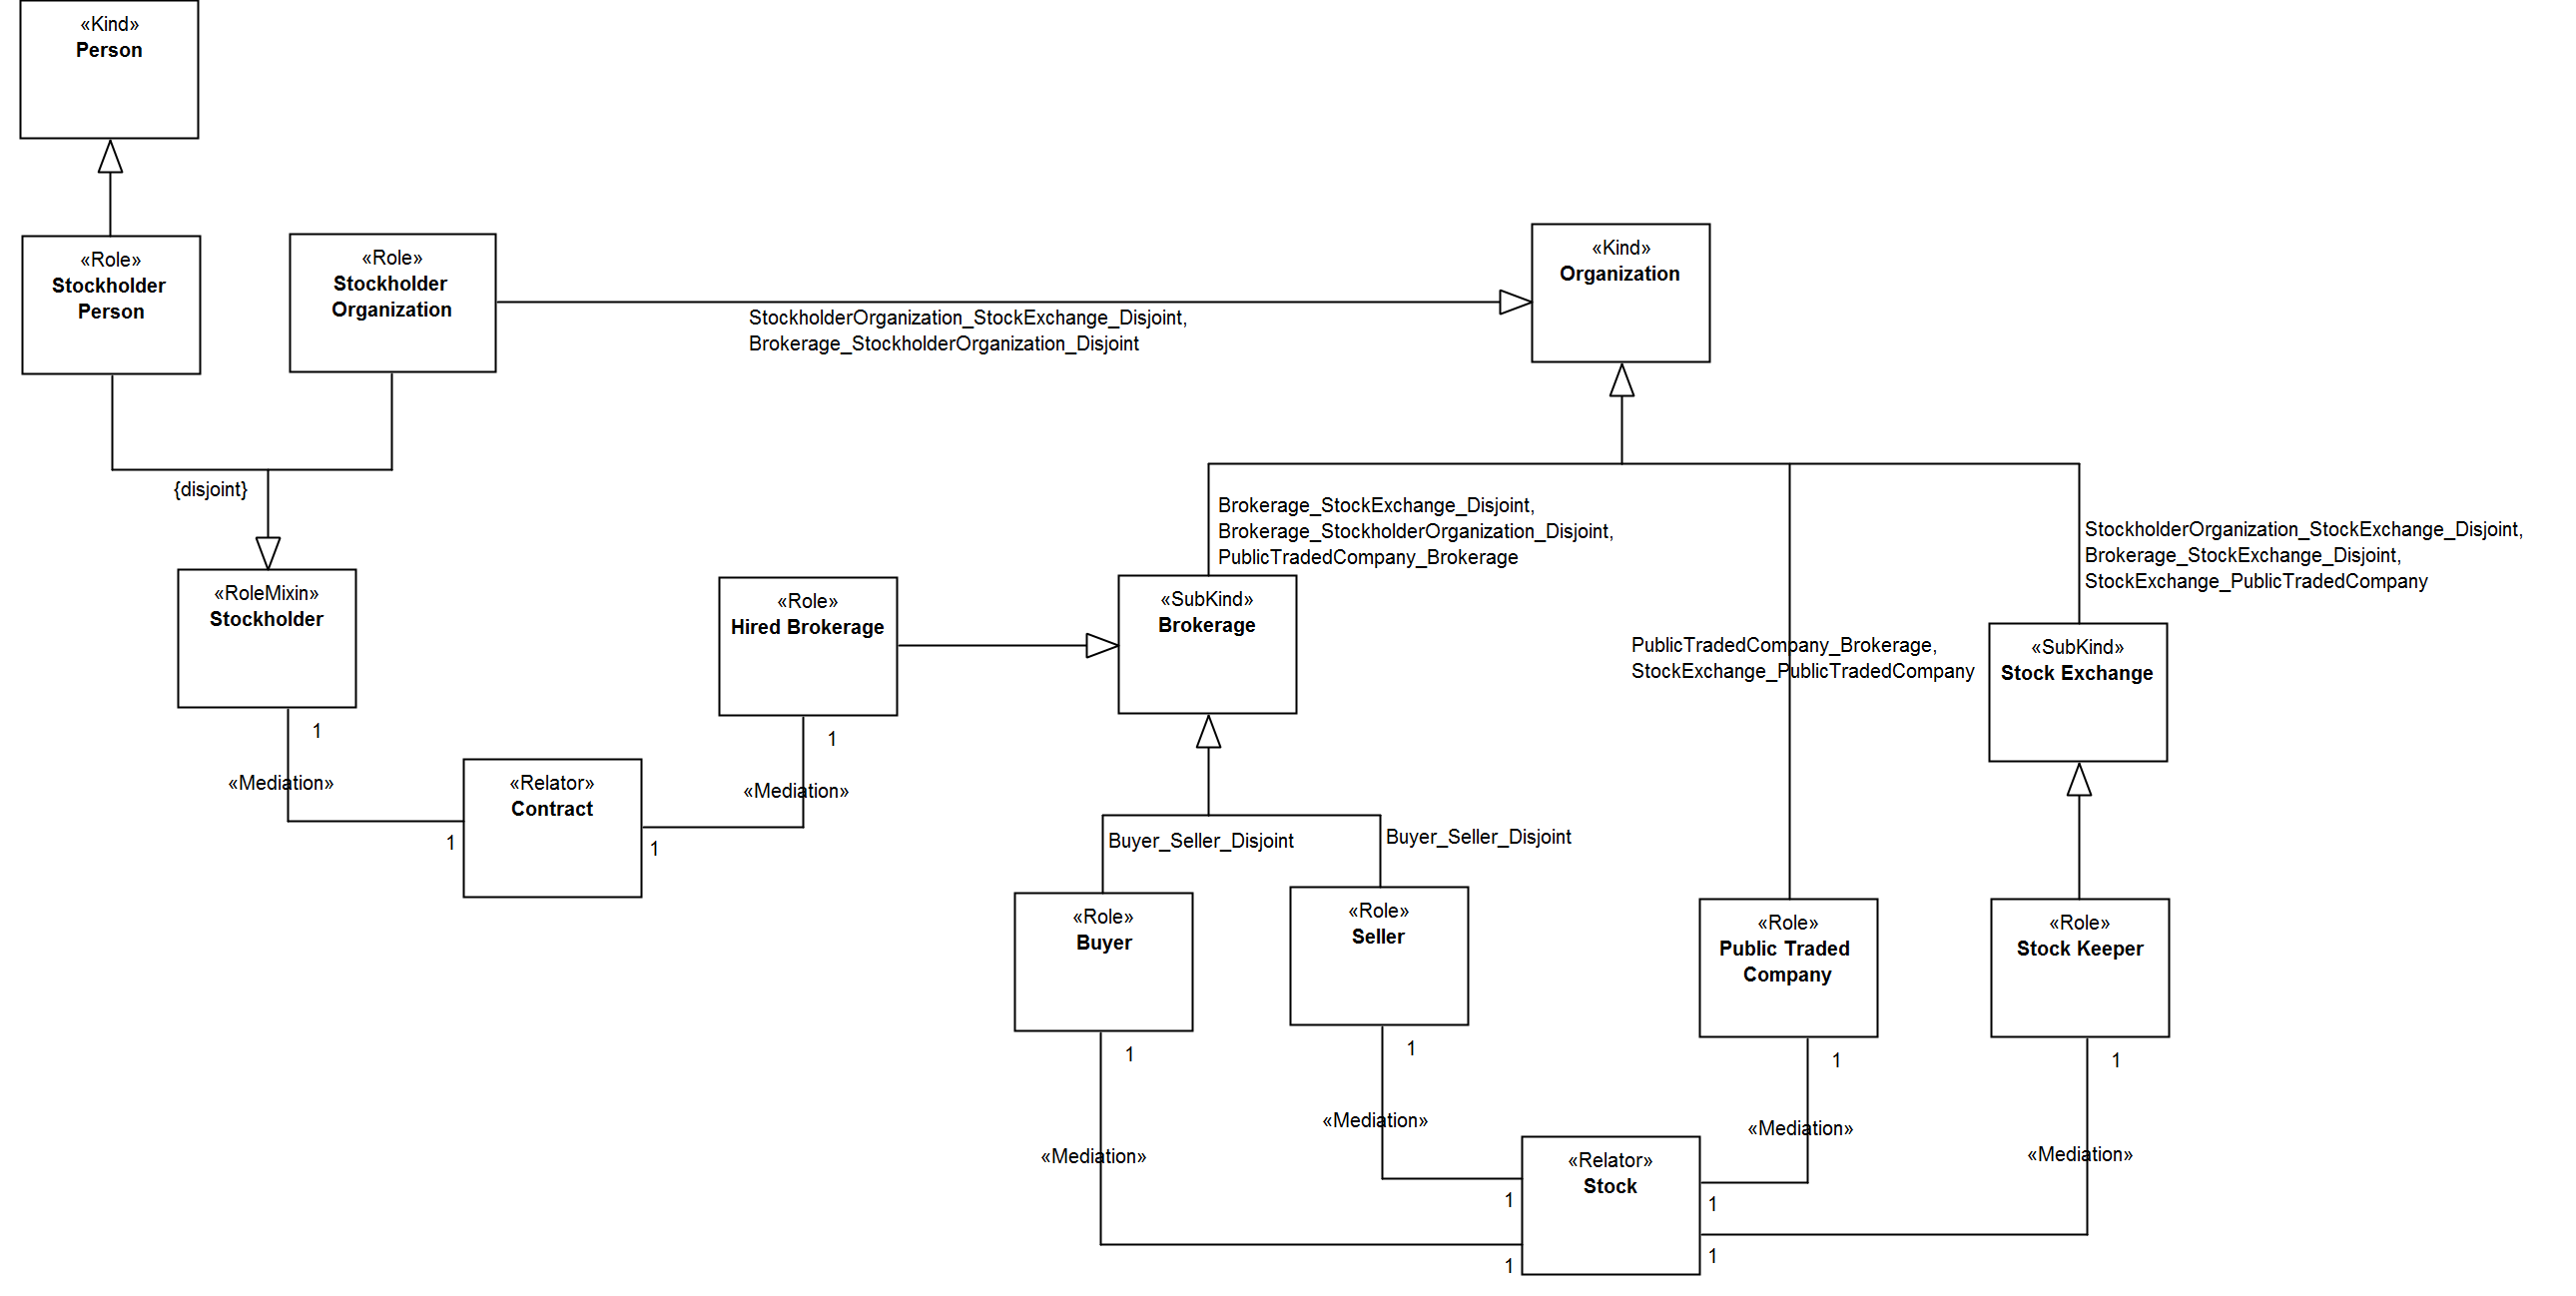 «Kind»
Person
«Role»
Stockholder
Person
«Role»
Stockholder
Organization
«Kind»
Organization
StockholderOrganization_StockExchange_Disjoint,
Brokerage_StockholderOrganization_Disjoint
{disjoint}
Brokerage_StockExchange_Disjoint,
Brokerage_StockholderOrganization_Disjoint,
PublicTradedCompany_Brokerage
StockholderOrganization_StockExchange_Disjoint,
Brokerage_StockExchange_Disjoint,
StockExchange_PublicTradedCompany
«RoleMixin»
Stockholder
«Role»
Hired Brokerage
«SubKind»
Brokerage
PublicTradedCompany_Brokerage,
StockExchange_PublicTradedCompany
«SubKind»
Stock Exchange
1
1
«Mediation»
«Relator»
Contract
«Mediation»
1
1
Buyer_Seller_Disjoint
Buyer_Seller_Disjoint
«Role»
Buyer
«Role»
Seller
«Role»
Public Traded
Company
«Role»
Stock Keeper
1
1
1
1
«Mediation»
«Mediation»
«Mediation»
«Mediation»
«Relator»
Stock
1
1
1
1